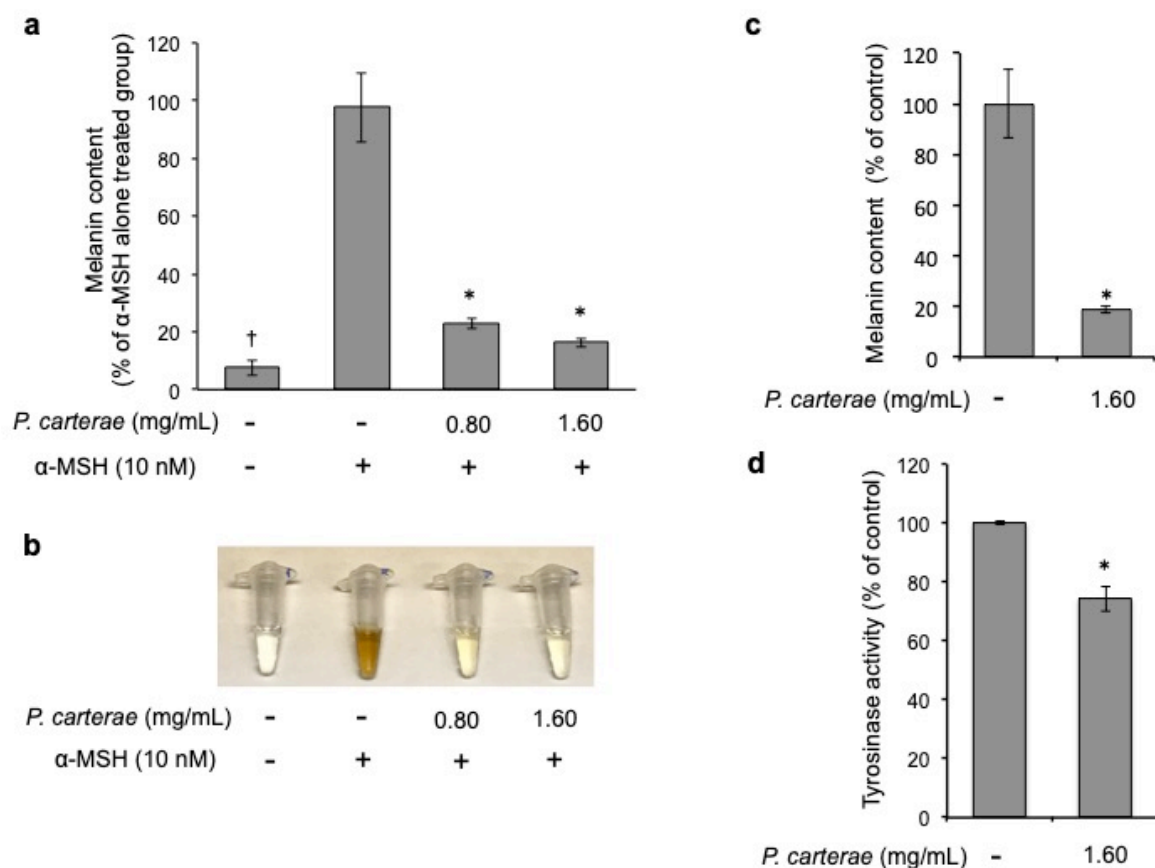 a
120
100
80
60
40
20
0
Melanin content
(% of α-MSH alone treated group)
†
*
*
P. carterae (mg/mL) - - 0.80 1.60
α-MSH (10 nM) - + + +
b
P. carterae (mg/mL) - - 0.80 1.60
α-MSH (10 nM) - + + +
c
120
100
80
60
40
20
0
Melanin content (% of control)
*
P. carterae (mg/mL) - 1.60
d
120
100
80
60
40
20
0
Tyrosinase activity (% of control)
*
P. carterae (mg/mL) - 1.60